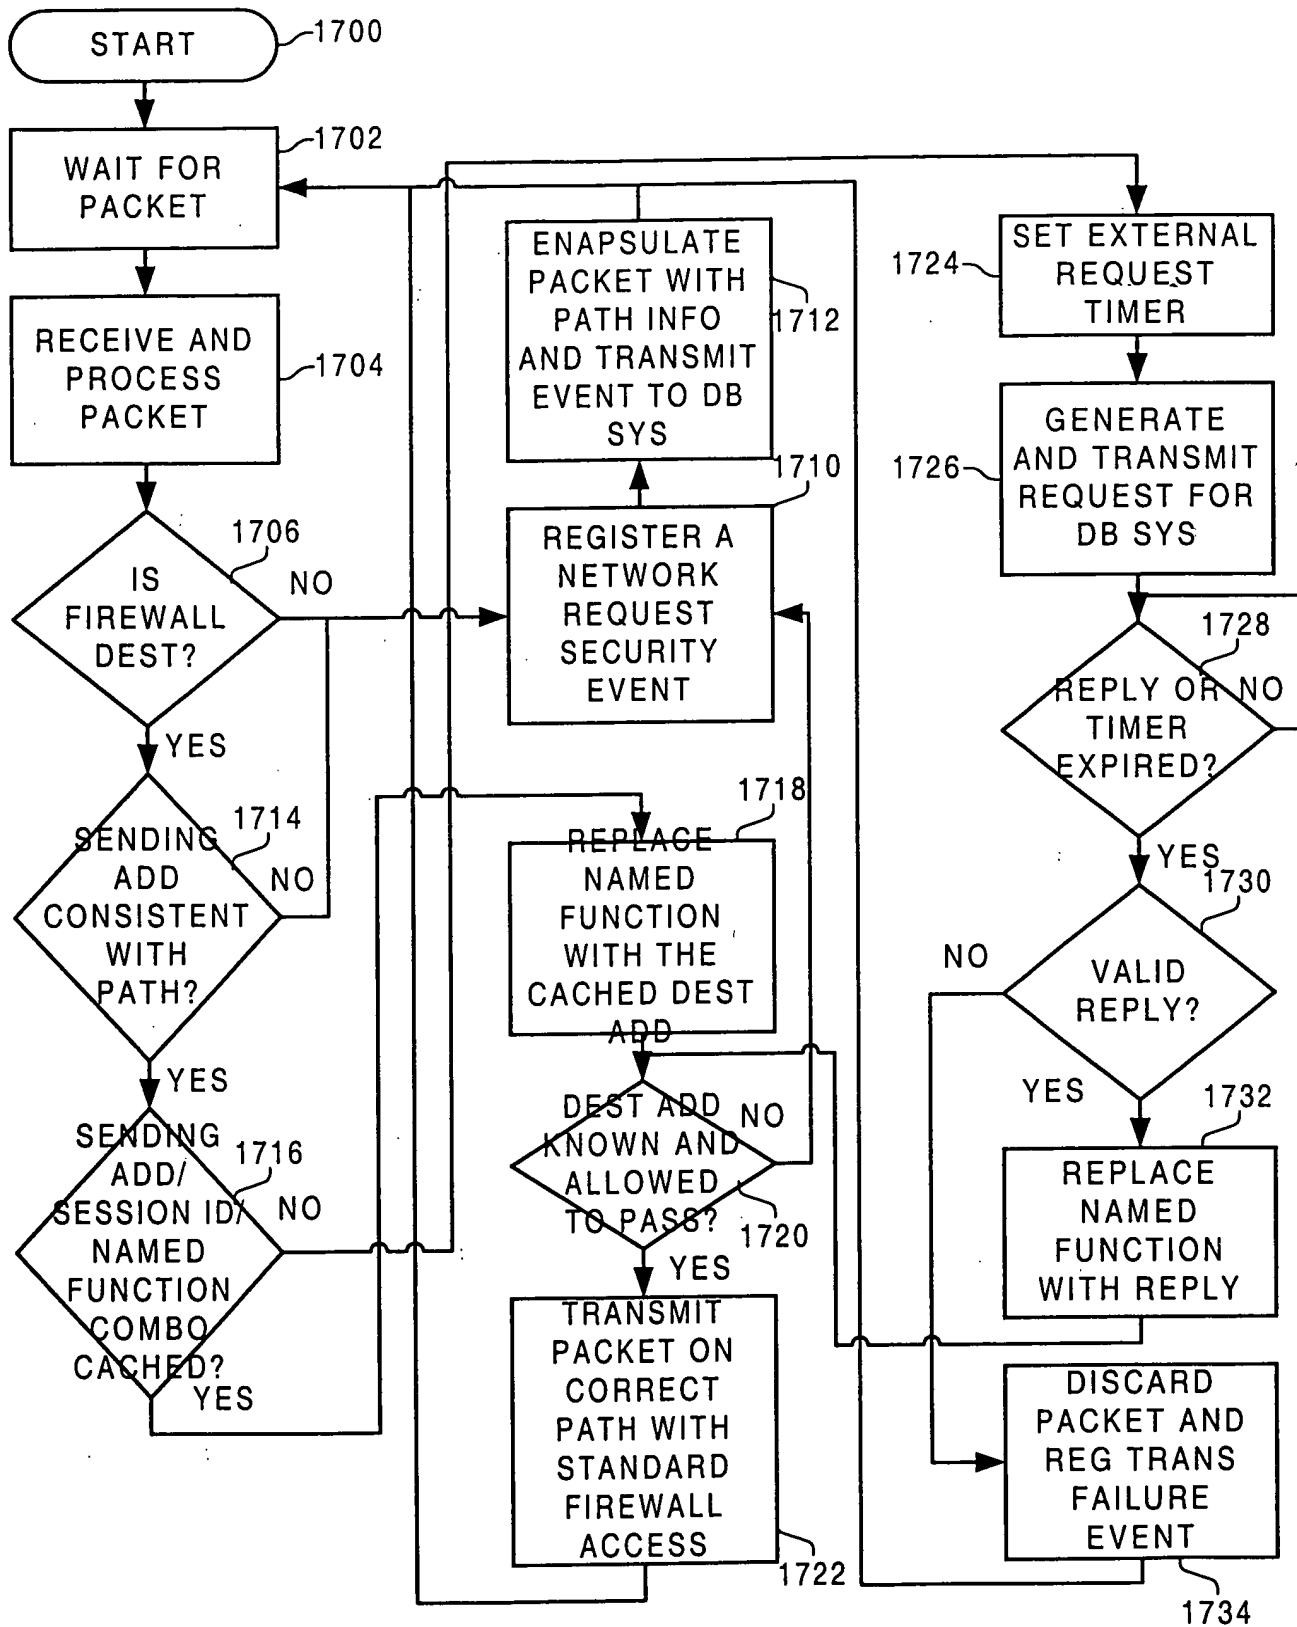 START
1700
WAIT FOR
PACKET
1702
RECEIVE AND
PROCESS
PACKET
1704
IS
FIREWALL
DEST?
1706
NO
YES
SENDING
ADD
CONSISTENT
WITH
PATH?
1714
NO
YES
SENDING
ADD/
SESSION ID/
NAMED
FUNCTION
COMBO
CACHED?
1716
NO
YES
ENAPSULATE
PACKET WITH
PATH INFO
AND TRANSMIT
EVENT TO DB
SYS
1712
REGISTER A
NETWORK
REQUEST
SECURITY
EVENT
1710
REPLACE
NAMED
FUNCTION
WITH THE
CACHED DEST
ADD
1718
DEST ADD
KNOWN AND
ALLOWED
TO PASS?
1720
NO
YES
TRANSMIT
PACKET ON
CORRECT
PATH WITH
STANDARD
FIREWALL
ACCESS
1722
SET EXTERNAL
REQUEST
TIMER
1724
GENERATE
AND TRANSMIT
REQUEST FOR
DB SYS
1726
REPLY OR
TIMER
EXPIRED?
1728
NO
YES
VALID
REPLY?
1730
NO
YES
REPLACE
NAMED
FUNCTION
WITH REPLY
1732
DISCARD
PACKET AND
REG TRANS
FAILURE
EVENT
1734